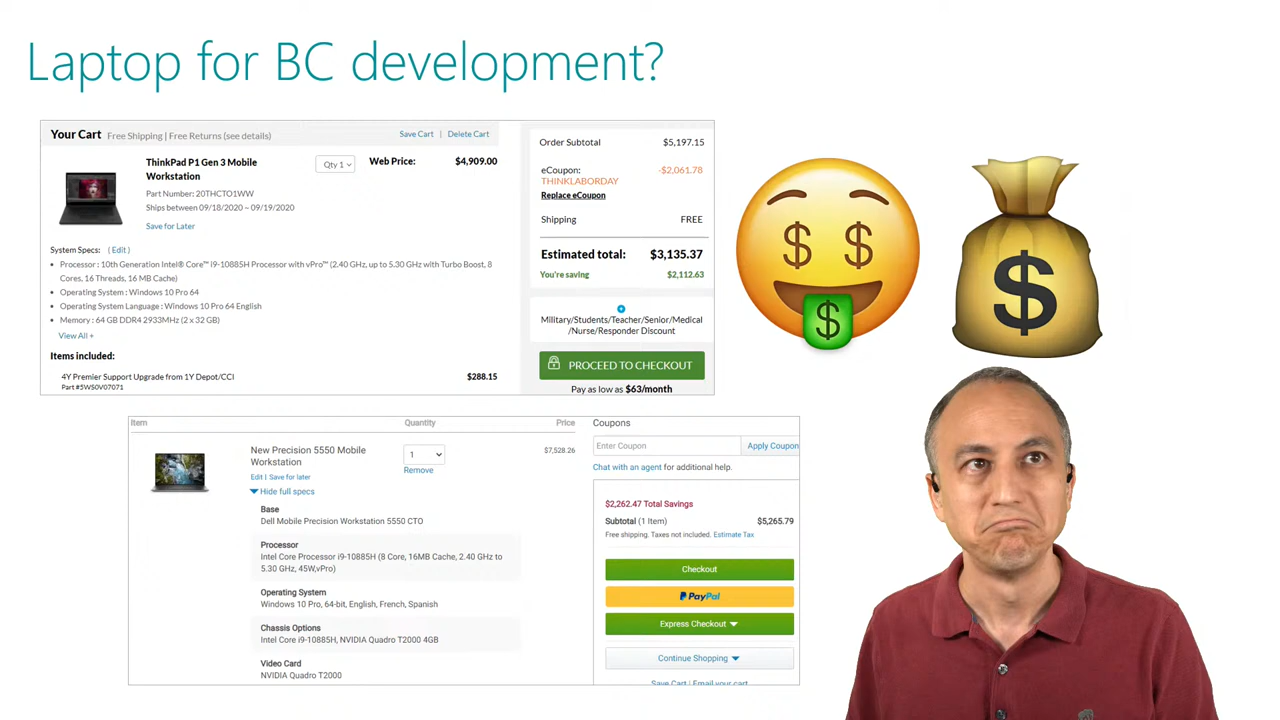 Laptop for BC development?
Your Cart Free Shipping | Free Returns (see details) Save Cart | Delete Cart
ThinkPad P1 Gen 3 Mobile
Workstation
Qty 1
Web Price: $4,909.00
Part Number: 20THCTO1WW
Ships between 09/18/2020 ~ 09/19/2020
Save for Later
System Specs: ( Edit )
Processor : 10th Generation Intel® Core™ i9-10885H Processor with vPro™ (2.40 GHz, up to 5.30 GHz with Turbo Boost, 8
Cores, 16 Threads, 16 MB Cache)
Operating System : Windows 10 Pro 64
Operating System Language : Windows 10 Pro 64 English
Memory : 64 GB DDR4 2933MHz (2 x 32 GB)
View All +
Items included:
4Y Premier Support Upgrade from 1Y Depot/CCI $288.15
Part #5WS0V07071
Order Subtotal $5,197.15
eCoupon: -$2,061.78
THINKLABORDAY
Replace eCoupon
Shipping FREE
Estimated total: $3,135.37
You're saving $2,112.63
Military/Students/Teacher/Senior/Medical
/Nurse/Responder Discount
PROCEED TO CHECKOUT
Pay as low as $63/month
$ $
$
$
Item Quantity Price
New Precision 5550 Mobile
Workstation
1
$7,528.26
Remove
Edit | Save for later
Hide full specs
Base
Dell Mobile Precision Workstation 5550 CTO
Processor
Intel Core Processor i9-10885H (8 Core, 16MB Cache, 2.40 GHz to
5.30 GHz, 45W,vPro)
Operating System
Windows 10 Pro, 64-bit, English, French, Spanish
Chassis Options
Intel Core i9-10885H, NVIDIA Quadro T2000 4GB
Video Card
NVIDIA Quadro T2000
Coupons
Enter Coupon Apply Coupon
Chat with an agent for additional help.
$2,262.47 Total Savings
Subtotal (1 Item) $5,265.79
Free shipping. Taxes not included. Estimate Tax
Checkout
PayPal
Express Checkout
Continue Shopping
Save Cart | Email your cart